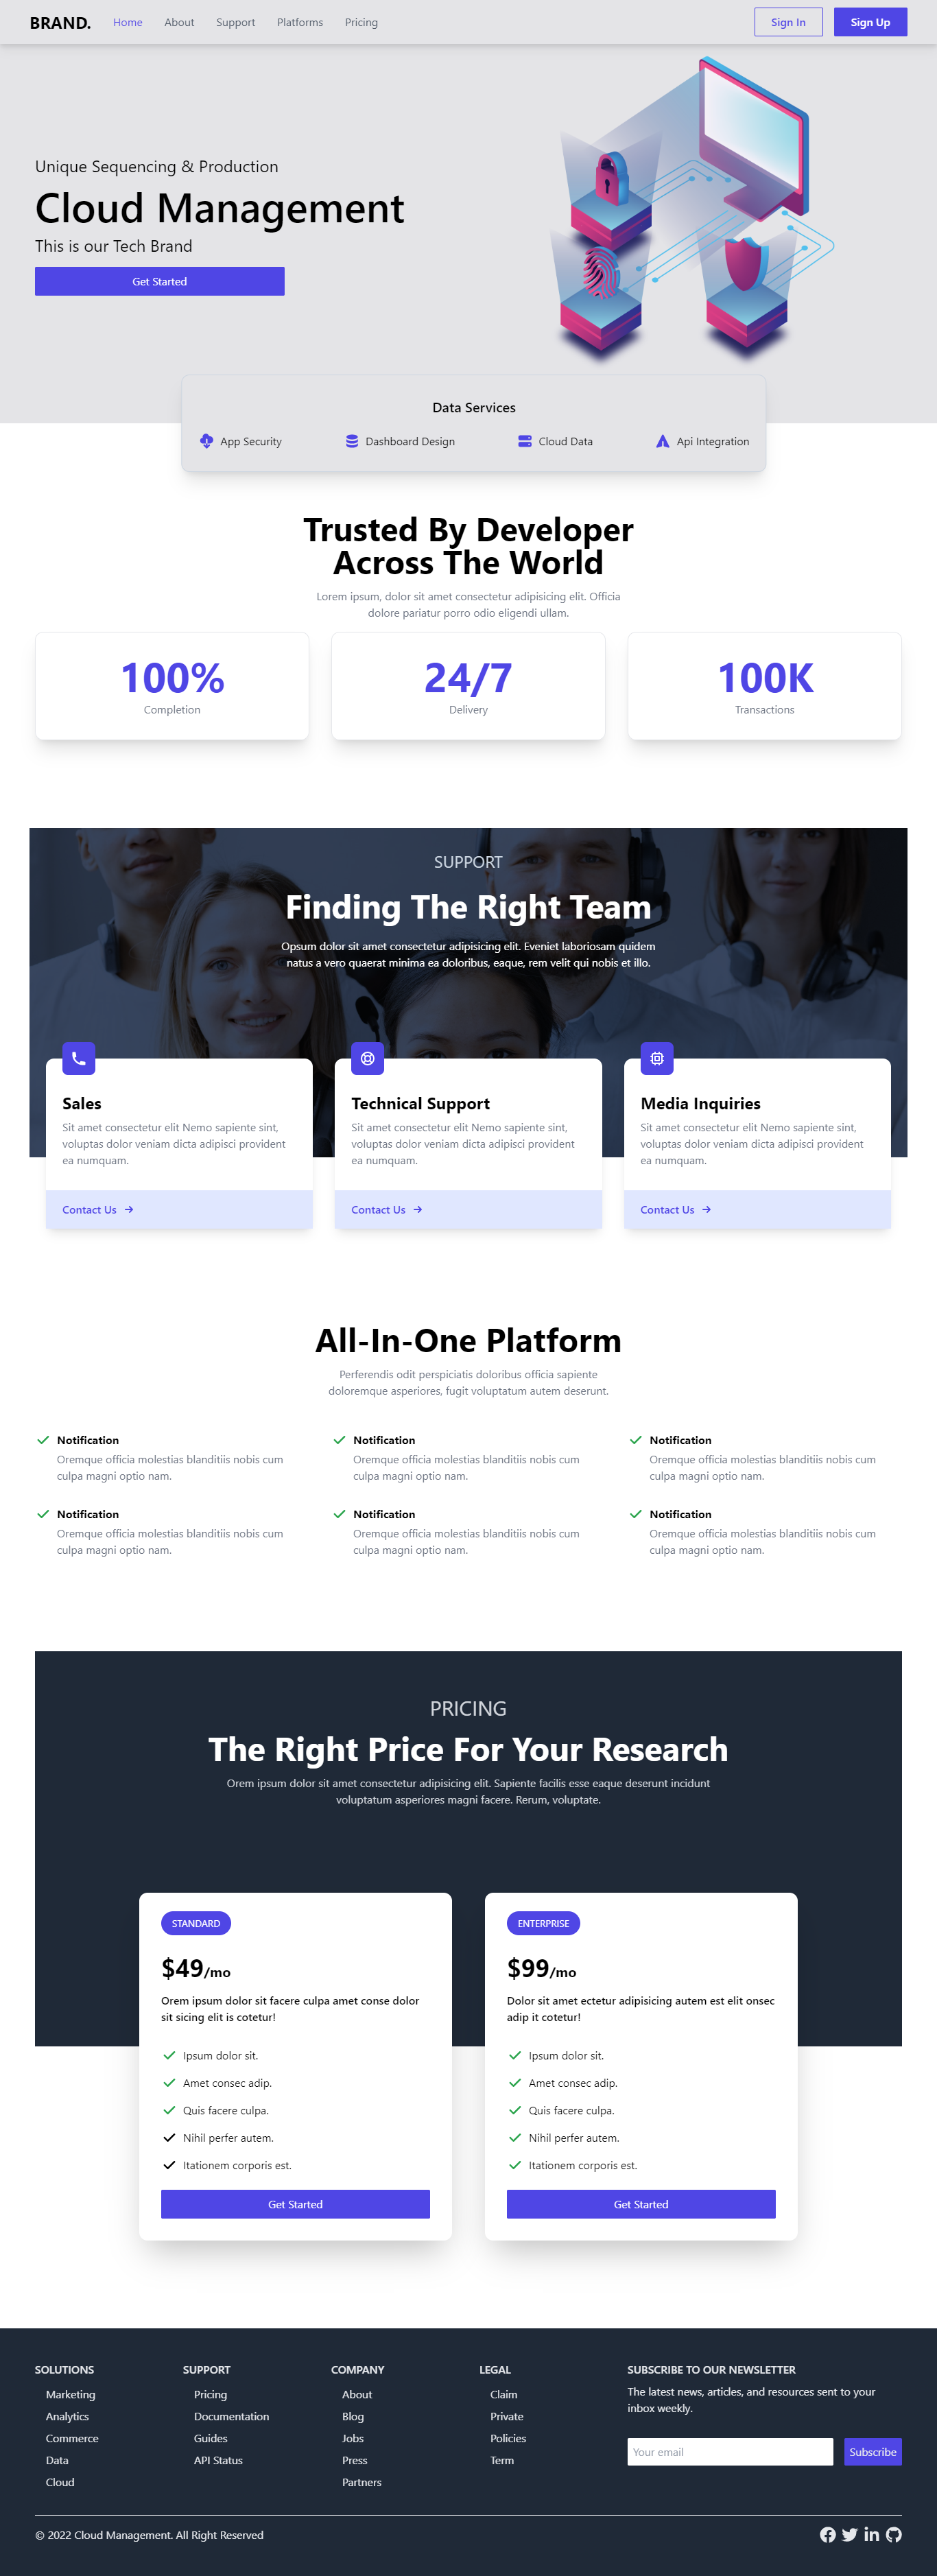 BRAND. Home About Support Platforms Pricing Sign In Sign Up
Unique Sequencing & Production
Cloud Management
This is our Tech Brand
Get Started
Data Services
App Security Dashboard Design Cloud Data Api Integration
Trusted By Developer
Across The World
Lorem ipsum, dolor sit amet consectetur adipisicing elit. Officia
dolore pariatur porro odio eligendi ullam.
100%
Completion
24/7
Delivery
100K
Transactions
SUPPORT
Finding The Right Team
Opsum dolor sit amet consectetur adipisicing elit. Eveniet laboriosam quidem
natus a vero quaerat minima ea doloribus, eaque, rem velit qui nobis et illo.
Sales
Sit amet consectetur elit Nemo sapiente sint,
voluptas dolor veniam dicta adipisci provident
ea numquam.
Contact Us
Technical Support
Sit amet consectetur elit Nemo sapiente sint,
voluptas dolor veniam dicta adipisci provident
ea numquam.
Contact Us
Media Inquiries
Sit amet consectetur elit Nemo sapiente sint,
voluptas dolor veniam dicta adipisci provident
ea numquam.
Contact Us
All-In-One Platform
Perferendis odit perspiciatis doloribus officia sapiente
doloremque asperiores, fugit voluptatum autem deserunt.
Notification
Oremque officia molestias blanditiis nobis cum
culpa magni optio nam.
Notification
Oremque officia molestias blanditiis nobis cum
culpa magni optio nam.
Notification
Oremque officia molestias blanditiis nobis cum
culpa magni optio nam.
Notification
Oremque officia molestias blanditiis nobis cum
culpa magni optio nam.
Notification
Oremque officia molestias blanditiis nobis cum
culpa magni optio nam.
Notification
Oremque officia molestias blanditiis nobis cum
culpa magni optio nam.
PRICING
The Right Price For Your Research
Orem ipsum dolor sit amet consectetur adipisicing elit. Sapiente facilis esse eaque deserunt incidunt
voluptatum asperiores magni facere. Rerum, voluptate.
STANDARD
$49/mo
Orem ipsum dolor sit facere culpa amet conse dolor
sit sicing elit is cotetur!
Ipsum dolor sit.
Amet consec adip.
Quis facere culpa.
Nihil perfer autem.
Itationem corporis est.
Get Started
ENTERPRISE
$99/mo
Dolor sit amet ectetur adipisicing autem est elit onsec
adip it cotetur!
Ipsum dolor sit.
Amet consec adip.
Quis facere culpa.
Nihil perfer autem.
Itationem corporis est.
Get Started
SOLUTIONS
Marketing
Analytics
Commerce
Data
Cloud
SUPPORT
Pricing
Documentation
Guides
API Status
COMPANY
About
Blog
Jobs
Press
Partners
LEGAL
Claim
Private
Policies
Term
SUBSCRIBE TO OUR NEWSLETTER
The latest news, articles, and resources sent to your
inbox weekly.
Your email Subscribe
© 2022 Cloud Management. All Right Reserved